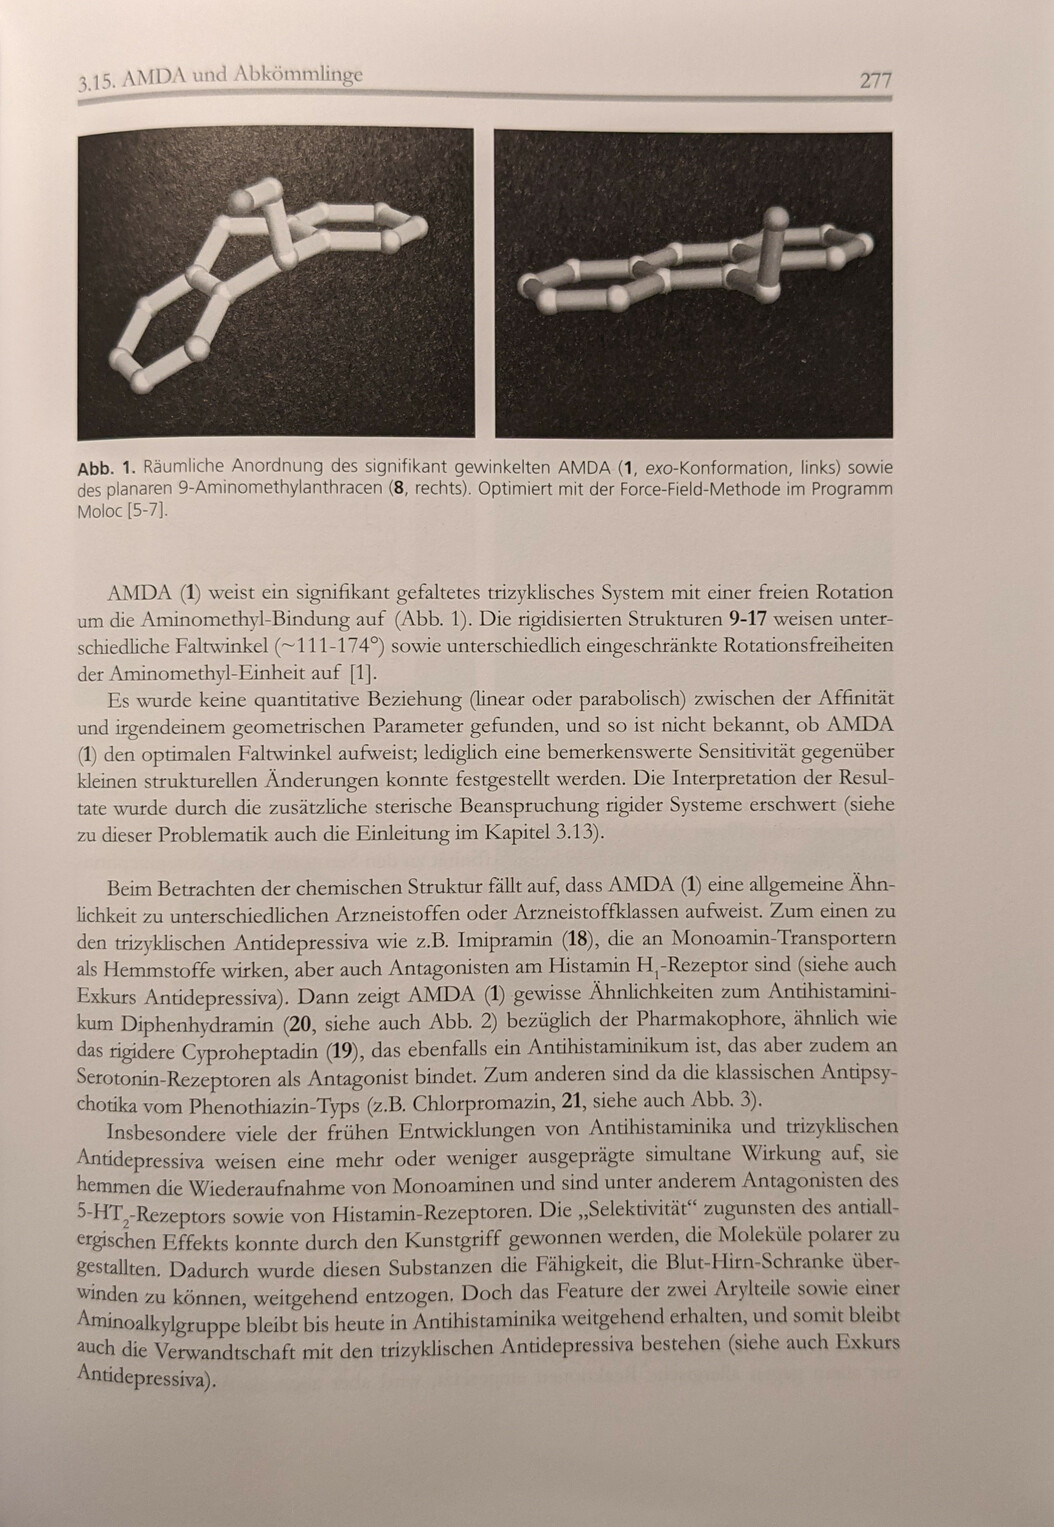 3.15. AMDA und Abkömmlinge
277
Abb. 1. Räumliche Anordnung des signifikant gewinkelten AMDA (1, exo-Konformation, links) sowie
des planaren 9-Aminomethylanthracen (8, rechts). Optimiert mit der Force-Field-Methode im Programm
Moloc [5-7].
AMDA (1) weist ein signifikant gefaltetes trizyklisches System mit einer freien Rotation
um die Aminomethyl-Bindung auf (Abb. 1). Die rigidisierten Strukturen 9-17 weisen unter-
schiedliche Faltwinkel (~111-174°) sowie unterschiedlich eingeschränkte Rotationsfreiheiten
der Aminomethyl-Einheit auf [1].
Es wurde keine quantitative Beziehung (linear oder parabolisch) zwischen der Affinität
und irgendeinem geometrischen Parameter gefunden, und so ist nicht bekannt, ob AMDA
(1) den optimalen Faltwinkel aufweist; lediglich eine bemerkenswerte Sensitivität gegenüber
kleinen strukturellen Änderungen konnte festgestellt werden. Die Interpretation der Resul-
tate wurde durch die zusätzliche sterische Beanspruchung rigider Systeme erschwert (siehe
zu dieser Problematik auch die Einleitung im Kapitel 3.13).
Beim Betrachten der chemischen Struktur fällt auf, dass AMDA (1) eine allgemeine Ähn-
lichkeit zu unterschiedlichen Arzneistoffen oder Arzneistoffklassen aufweist. Zum einen zu
den trizyklischen Antidepressiva wie z.B. Imipramin (18), die an Monoamin-Transportern
als Hemmstoffe wirken, aber auch Antagonisten am Histamin H₁-Rezeptor sind (siehe auch
Exkurs Antidepressiva). Dann zeigt AMDA (1) gewisse Ähnlichkeiten zum Antihistamini-
kum Diphenhydramin (20, siehe auch Abb. 2) bezüglich der Pharmakophore, ähnlich wie
das rigidere Cyproheptadin (19), das ebenfalls ein Antihistaminikum ist, das aber zudem an
Serotonin-Rezeptoren als Antagonist bindet. Zum anderen sind da die klassischen Antipsy-
chotika vom Phenothiazin-Typs (z.B. Chlorpromazin, 21, siehe auch Abb. 3).
Insbesondere viele der frühen Entwicklungen von Antihistaminika und trizyklischen
Antidepressiva weisen eine mehr oder weniger ausgeprägte simultane Wirkung auf, sie
hemmen die Wiederaufnahme von Monoaminen und sind unter anderem Antagonisten des
5-HT₂-Rezeptors sowie von Histamin-Rezeptoren. Die „Selektivität“ zugunsten des antiall-
ergischen Effekts konnte durch den Kunstgriff gewonnen werden, die Moleküle polarer zu
gestallten. Dadurch wurde diesen Substanzen die Fähigkeit, die Blut-Hirn-Schranke über-
winden zu können, weitgehend entzogen. Doch das Feature der zwei Arylteile sowie einer
Aminoalkylgruppe bleibt bis heute in Antihistaminika weitgehend erhalten, und somit bleibt
auch die Verwandtschaft mit den trizyklischen Antidepressiva bestehen (siehe auch Exkurs
Antidepressiva).